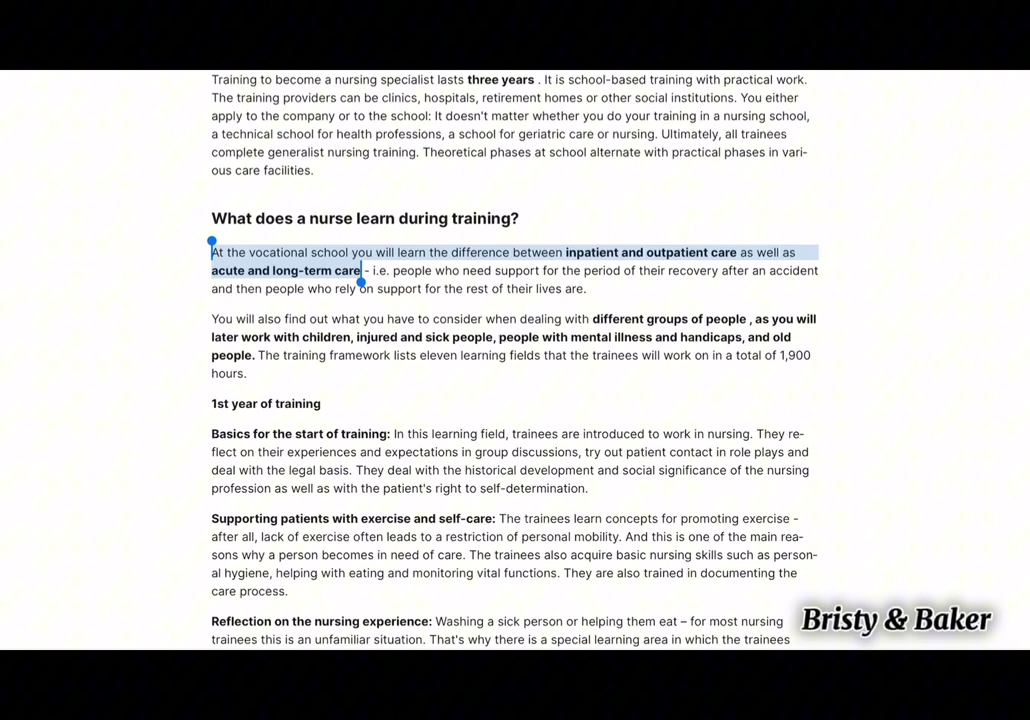 Training to become a nursing specialist lasts three years . It is school-based training with practical work.
The training providers can be clinics, hospitals, retirement homes or other social institutions. You either
apply to the company or to the school: It doesn't matter whether you do your training in a nursing school,
a technical school for health professions, a school for geriatric care or nursing. Ultimately, all trainees
complete generalist nursing training. Theoretical phases at school alternate with practical phases in vari-
ous care facilities.
What does a nurse learn during training?
At the vocational school you will learn the difference between inpatient and outpatient care as well as
acute and long-term care - i.e. people who need support for the period of their recovery after an accident
and then people who rely on support for the rest of their lives are.
You will also find out what you have to consider when dealing with different groups of people , as you will
later work with children, injured and sick people, people with mental illness and handicaps, and old
people. The training framework lists eleven learning fields that the trainees will work on in a total of 1,900
hours.
1st year of training
Basics for the start of training: In this learning field, trainees are introduced to work in nursing. They re-
flect on their experiences and expectations in group discussions, try out patient contact in role plays and
deal with the legal basis. They deal with the historical development and social significance of the nursing
profession as well as with the patient's right to self-determination.
Supporting patients with exercise and self-care: The trainees learn concepts for promoting exercise -
after all, lack of exercise often leads to a restriction of personal mobility. And this is one of the main rea-
sons why a person becomes in need of care. The trainees also acquire basic nursing skills such as person-
al hygiene, helping with eating and monitoring vital functions. They are also trained in documenting the
care process.
Reflection on the nursing experience: Washing a sick person or helping them eat – for most nursing
trainees this is an unfamiliar situation. That's why there is a special learning area in which the trainees
Bristy & Baker